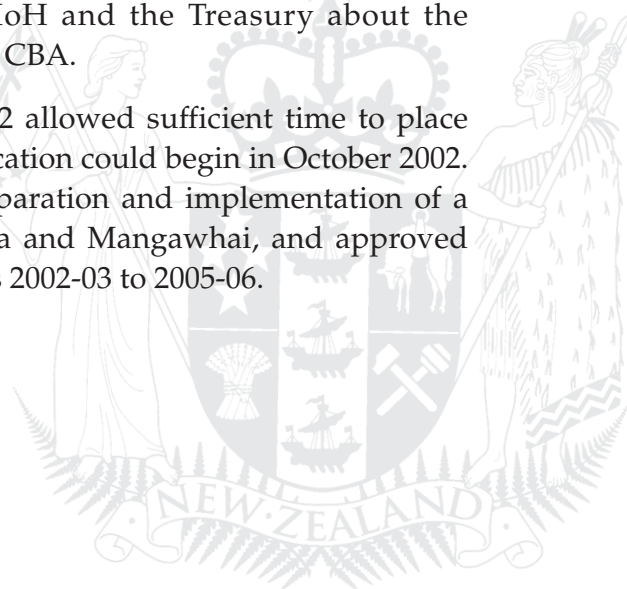 MoH and the Treasury about the
CBA.
2 allowed sufficient time to place
cation could begin in October 2002.
paration and implementation of a
a and Mangawhai, and approved
s 2002-03 to 2005-06.
NEW·ZEALAND